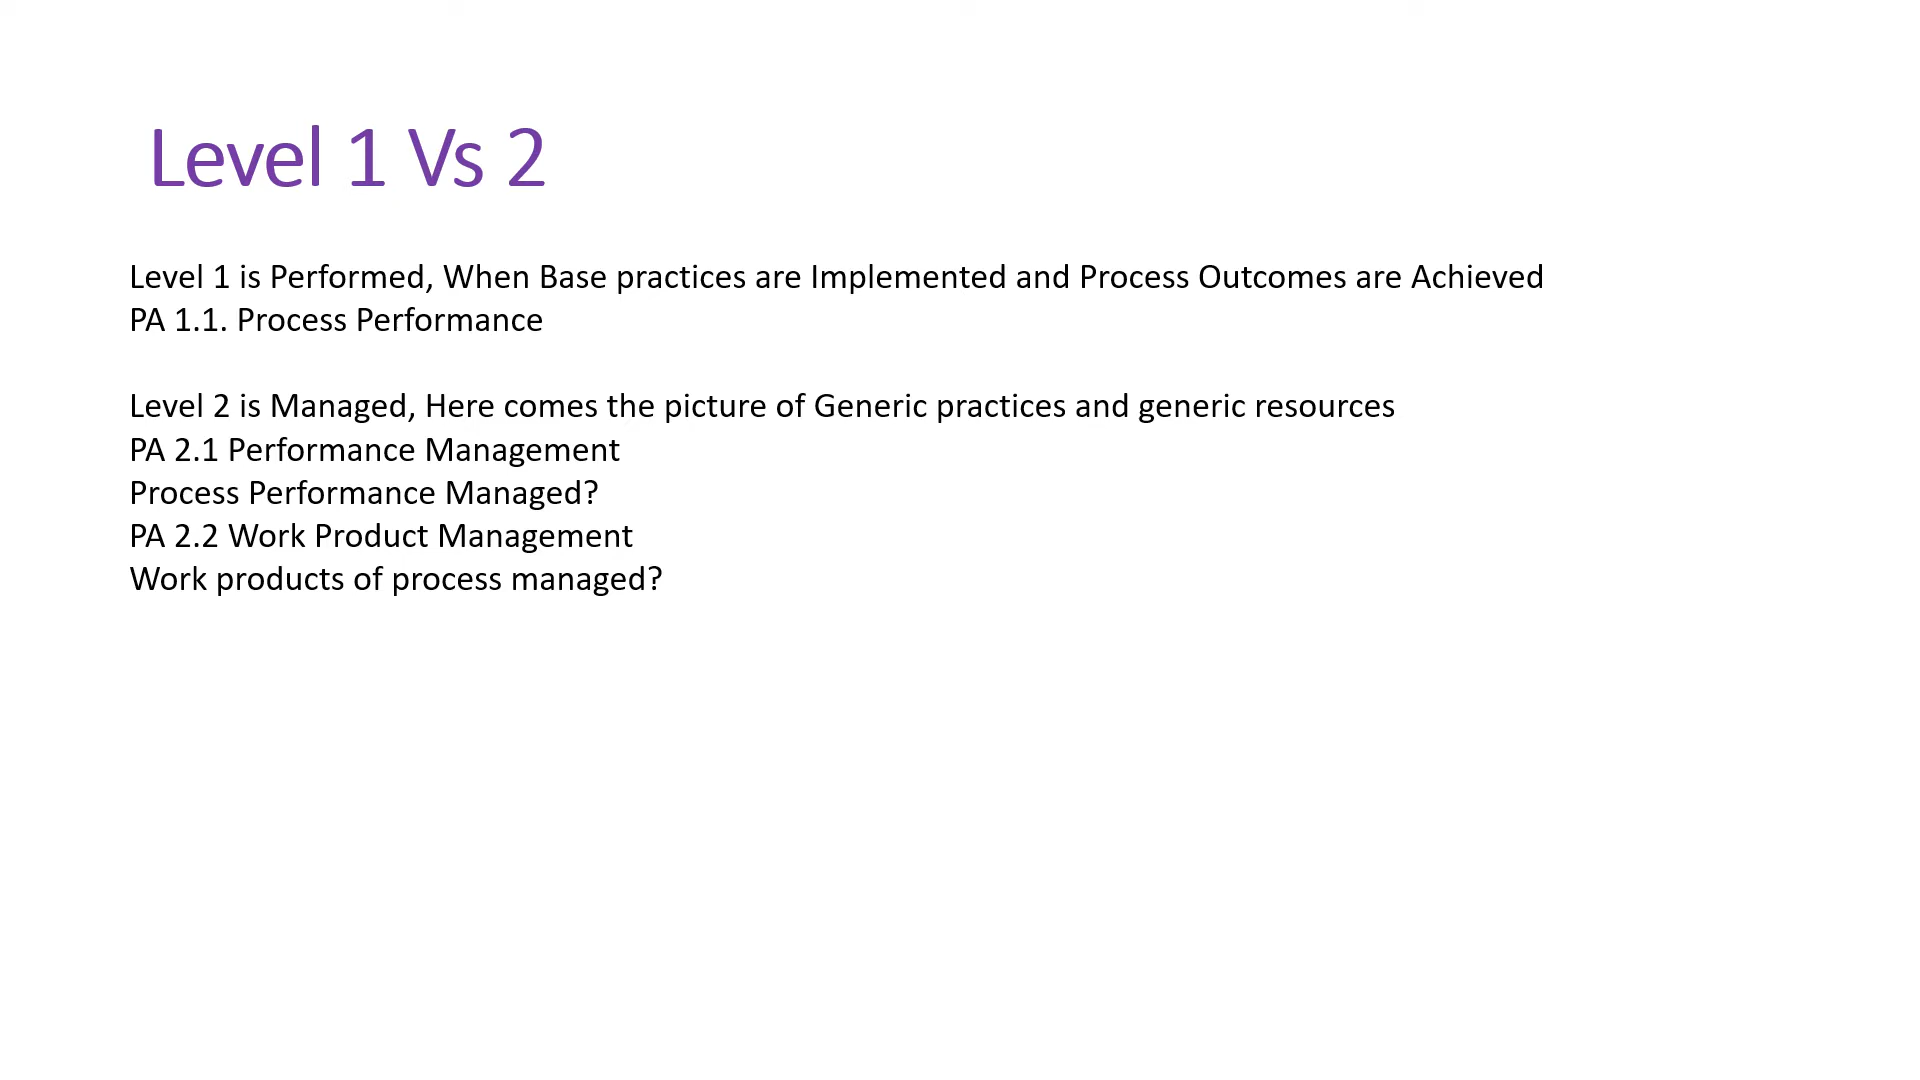 Level 1 Vs 2
Level 1 is Performed, When Base practices are Implemented and Process Outcomes are Achieved
PA 1.1. Process Performance
Level 2 is Managed, Here comes the picture of Generic practices and generic resources
PA 2.1 Performance Management
Process Performance Managed?
PA 2.2 Work Product Management
Work products of process managed?